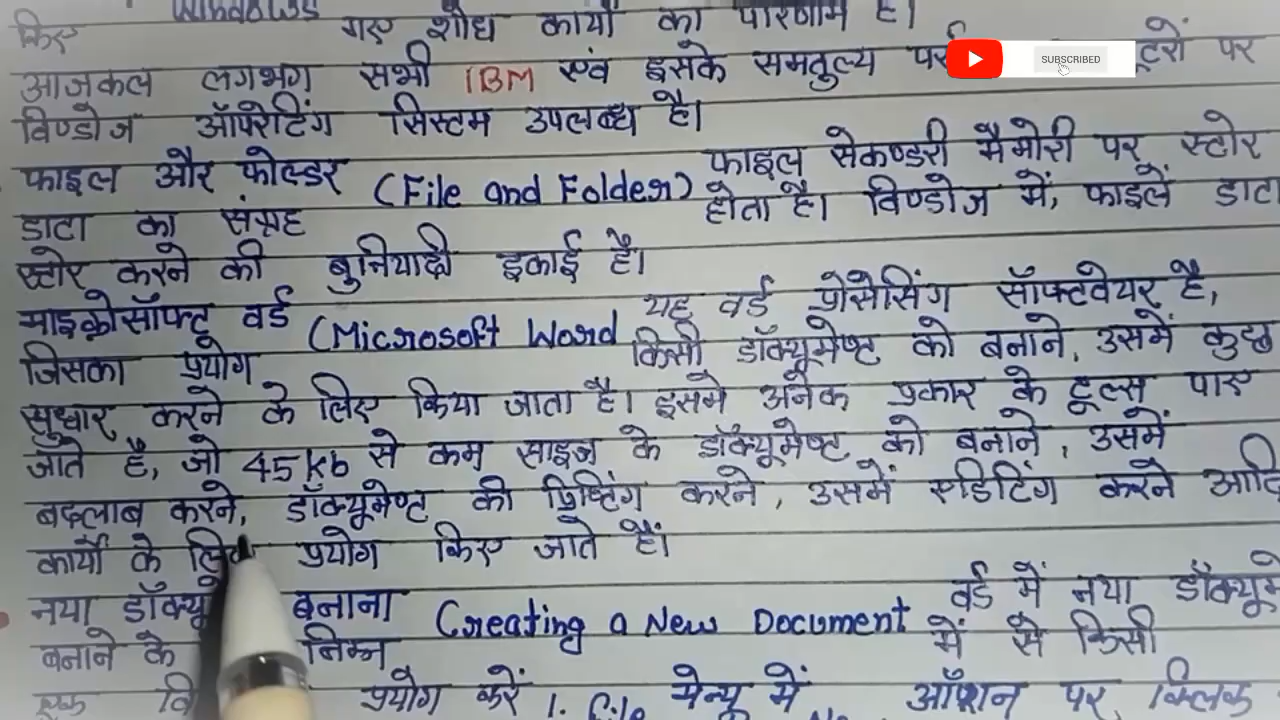 Windows
किए गए शोध कार्यो का परिणाम है।
आजकल लगभग सभी IBM एवं इसके समतुल्य पर
SUBSCRIBED
पर
विण्डोज ऑपरेटिंग सिस्टम उपलब्ध है।
फाइल और फोल्डर (File and Folder) फाइल सेकण्डरी मैमोरी पर स्टोर
डाटा का संग्रह होता है। विण्डोज में, फाइलें डाटा
स्टोर करने की बुनियादी इकाई है।
माइक्रोसॉफ्ट वर्ड (Microsoft Word यह वर्ड प्रोसेसिंग सॉफ्टवेयर है,
जिसका प्रयोग किसी डॉक्यूमेण्ट को बनाने, उसमें कुछ
सुधार करने के लिए किया जाता है। इसमे अनेक प्रकार के टूल्स पाए
जाते है, जो 45kb से कम साइज के डॉक्यूमेण्ट को बनाने, उसमें
बदलाब करने, डॉक्यूमेण्ट की प्रिण्टिंग करने, उसमें एडिटिंग करने आदि
कार्यो के प्रयोग किए जाते हैं।
नया बनाना Creating a New Document वर्ड में नया डॉक्यूमे
बनाने के निम्न में से किसी
एक वि प्रयोग करें 1. File मेन्यू में ऑप्शन पर क्लिक